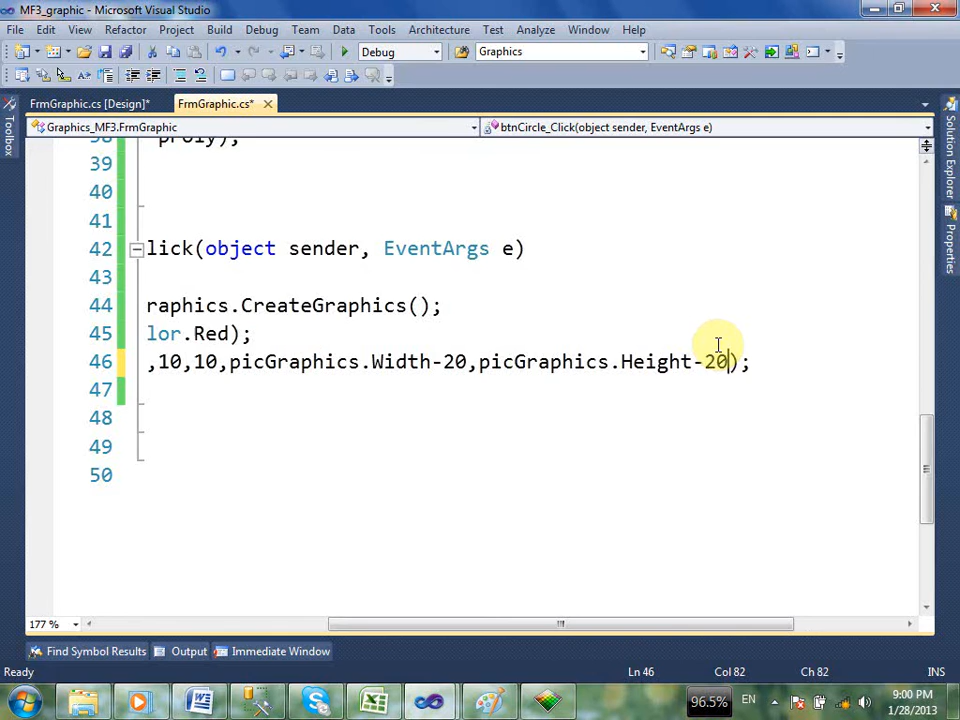 MF3_graphic - Microsoft Visual Studio
File Edit View Refactor Project Build Debug Team Data Tools Architecture Test Analyze Window Help
Debug Graphics
FrmGraphic.cs [Design]* FrmGraphic.cs*
Graphics_MF3.FrmGraphic btnCircle_Click(object sender, EventArgs e)
Toolbox
Solution Explorer
Properties
39
40
41
42 lick(object sender, EventArgs e)
43
44 raphics.CreateGraphics();
45 lor.Red);
46 ,10,10,picGraphics.Width-20,picGraphics.Height-20);
47
48
49
50
177 %
Find Symbol Results Output Immediate Window
Ready Ln 46 Col 82 Ch 82 INS
96.5% EN 9:00 PM
1/28/2013